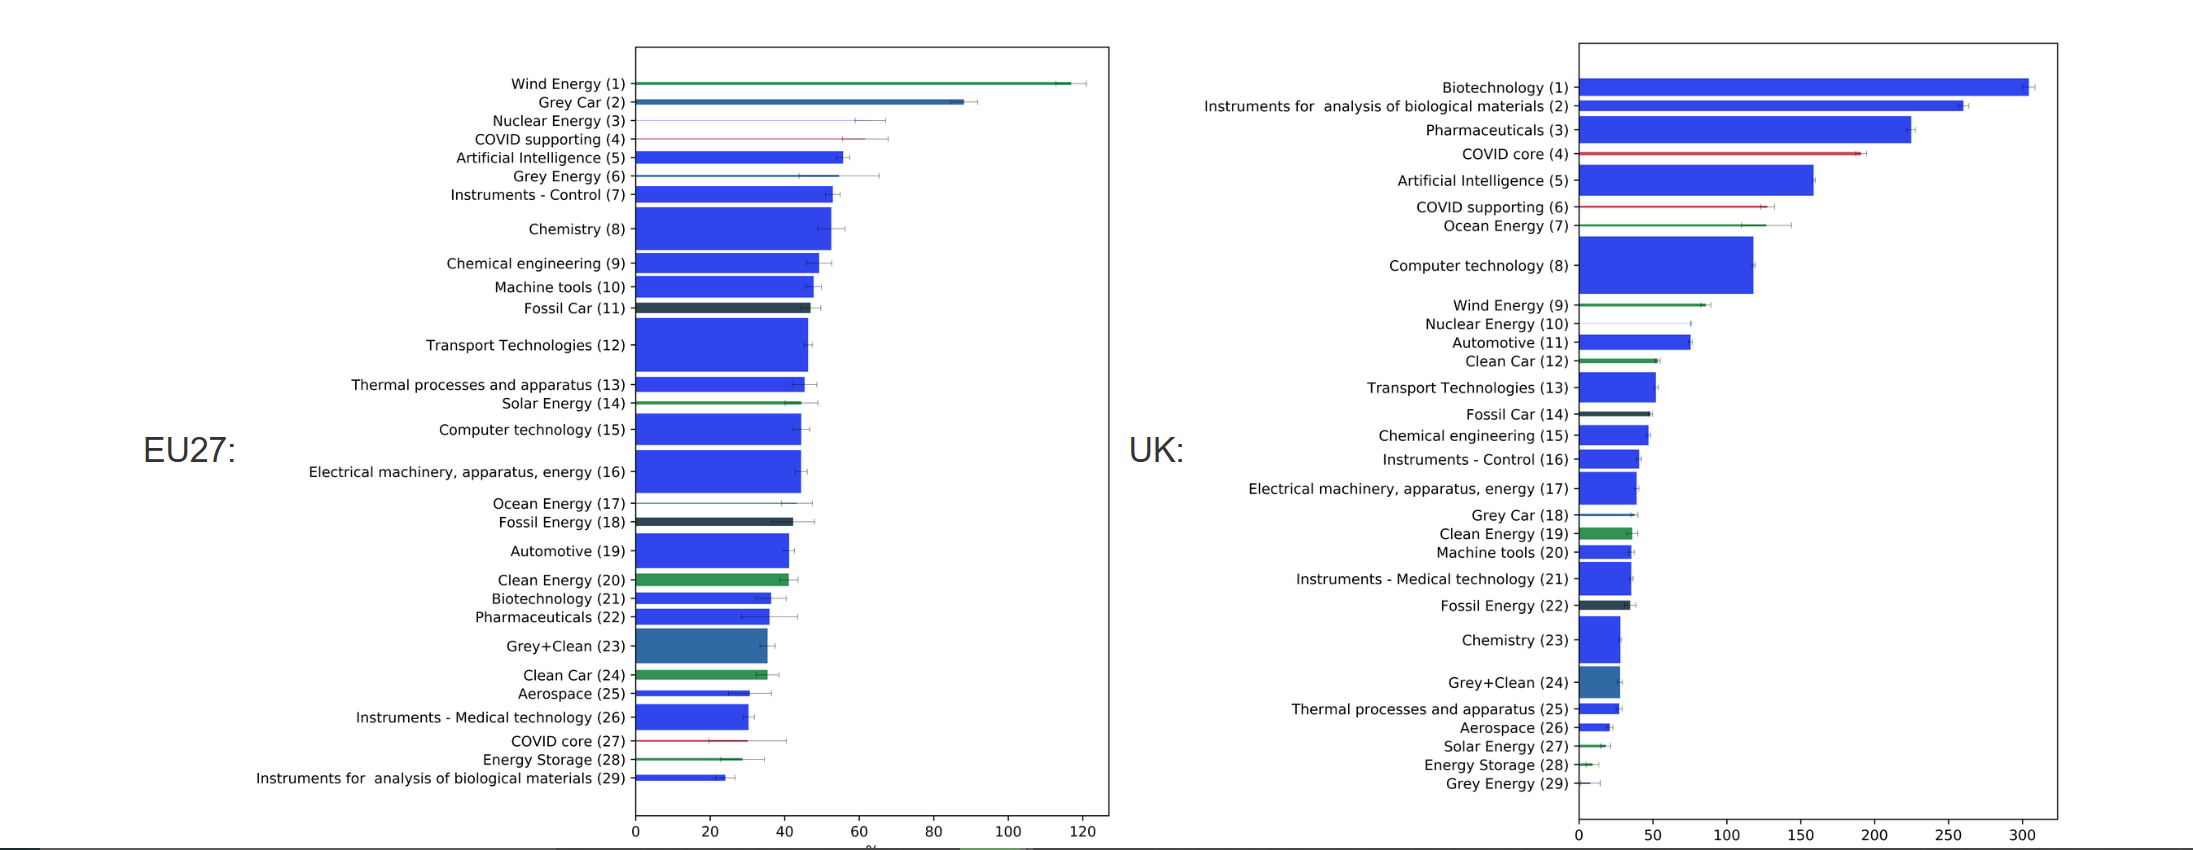 EU27:
Wind Energy (1)
Grey Car (2)
Nuclear Energy (3)
COVID supporting (4)
Artificial Intelligence (5)
Grey Energy (6)
Instruments - Control (7)
Chemistry (8)
Chemical engineering (9)
Machine tools (10)
Fossil Car (11)
Transport Technologies (12)
Thermal processes and apparatus (13)
Solar Energy (14)
Computer technology (15)
Electrical machinery, apparatus, energy (16)
Ocean Energy (17)
Fossil Energy (18)
Automotive (19)
Clean Energy (20)
Biotechnology (21)
Pharmaceuticals (22)
Grey+Clean (23)
Clean Car (24)
Aerospace (25)
Instruments - Medical technology (26)
COVID core (27)
Energy Storage (28)
Instruments for  analysis of biological materials (29)
0 20 40 60 80 100 120
UK:
Biotechnology (1)
Instruments for  analysis of biological materials (2)
Pharmaceuticals (3)
COVID core (4)
Artificial Intelligence (5)
COVID supporting (6)
Ocean Energy (7)
Computer technology (8)
Wind Energy (9)
Nuclear Energy (10)
Automotive (11)
Clean Car (12)
Transport Technologies (13)
Fossil Car (14)
Chemical engineering (15)
Instruments - Control (16)
Electrical machinery, apparatus, energy (17)
Grey Car (18)
Clean Energy (19)
Machine tools (20)
Instruments - Medical technology (21)
Fossil Energy (22)
Chemistry (23)
Grey+Clean (24)
Thermal processes and apparatus (25)
Aerospace (26)
Solar Energy (27)
Energy Storage (28)
Grey Energy (29)
0 50 100 150 200 250 300